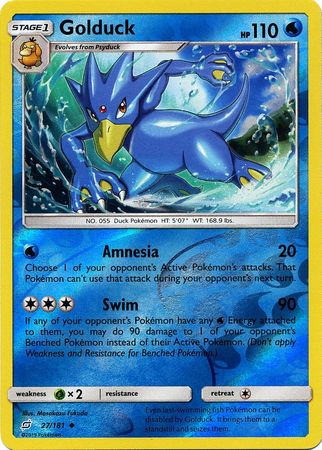 STAGE 1 Golduck HP 110
Evolves from Psyduck
NO. 055 Duck Pokémon HT: 5'07" WT: 168.9 lbs.
Amnesia 20
Choose 1 of your opponent's Active Pokémon's attacks. That
Pokémon can't use that attack during your opponent's next turn.
Swim 90
If any of your opponent's Pokémon have any Energy attached
to them, you may do 90 damage to 1 of your opponent's
Benched Pokémon instead of their Active Pokémon. (Don't apply
Weakness and Resistance for Benched Pokémon.)
weakness × 2 resistance retreat
Illus. Masakazu Fukuda
27/181
©2019 Pokémon
Even fast-swimming fish Pokémon can be
disabled by Golduck. It brings them to a
standstill and seizes them.